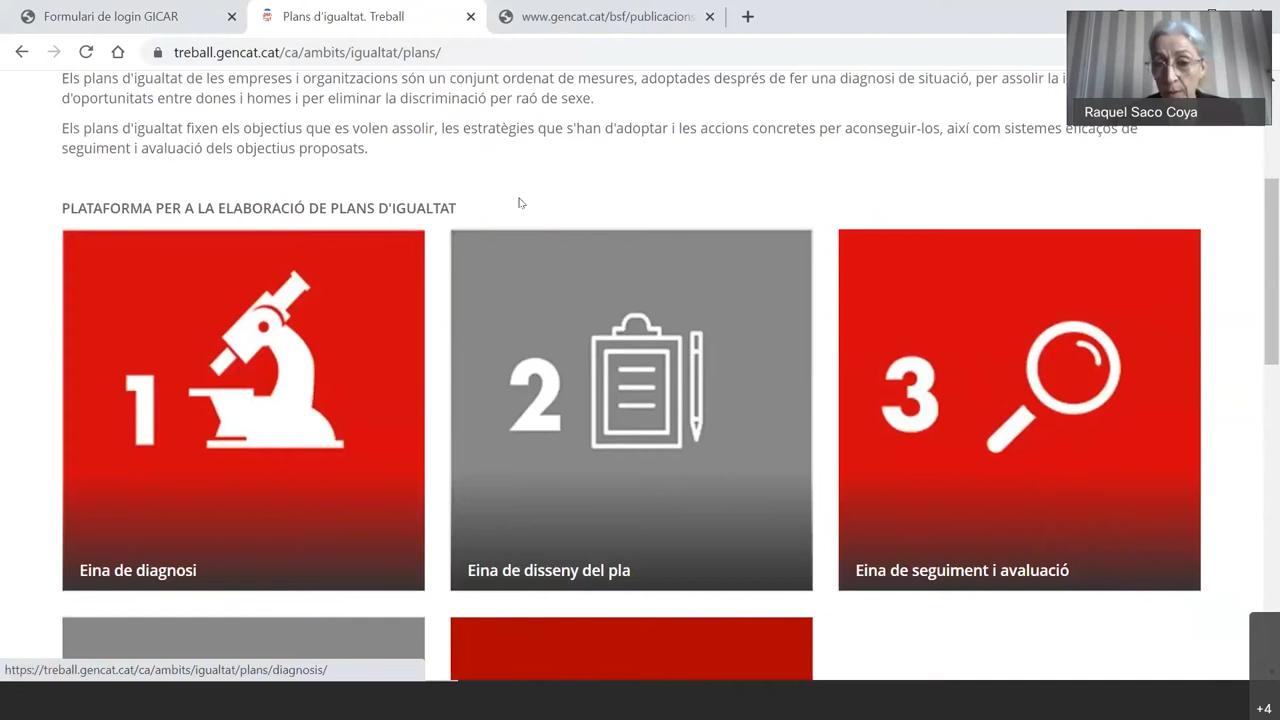 Formulari de login GICAR
Plans d'igualtat. Treball
www.gencat.cat/bsf/publicacions
treball.gencat.cat/ca/ambits/igualtat/plans/
Els plans d'igualtat de les empreses i organitzacions són un conjunt ordenat de mesures, adoptades després de fer una diagnosi de situació, per assolir la
d'oportunitats entre dones i homes i per eliminar la discriminació per raó de sexe.
Raquel Saco Coya
Els plans d'igualtat fixen els objectius que es volen assolir, les estratègies que s'han d'adoptar i les accions concretes per aconseguir-los, així com sistemes eficaços de
seguiment i avaluació dels objectius proposats.
PLATAFORMA PER A LA ELABORACIÓ DE PLANS D'IGUALTAT
1
2
3
Eina de diagnosi
Eina de disseny del pla
Eina de seguiment i avaluació
https://treball.gencat.cat/ca/ambits/igualtat/plans/diagnosis/
+4